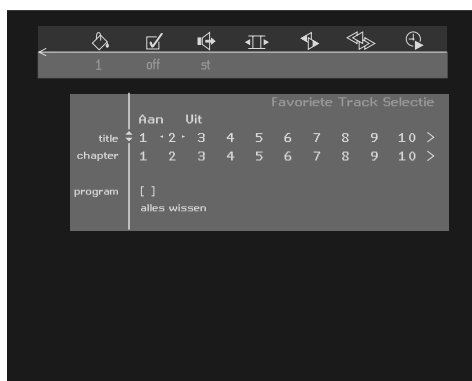 1 off st
Favoriete Track Selectie
Aan Uit
title 1 2 3 4 5 6 7 8 9 10 >
chapter 1 2 3 4 5 6 7 8 9 10 >
program [ ]
alles wissen